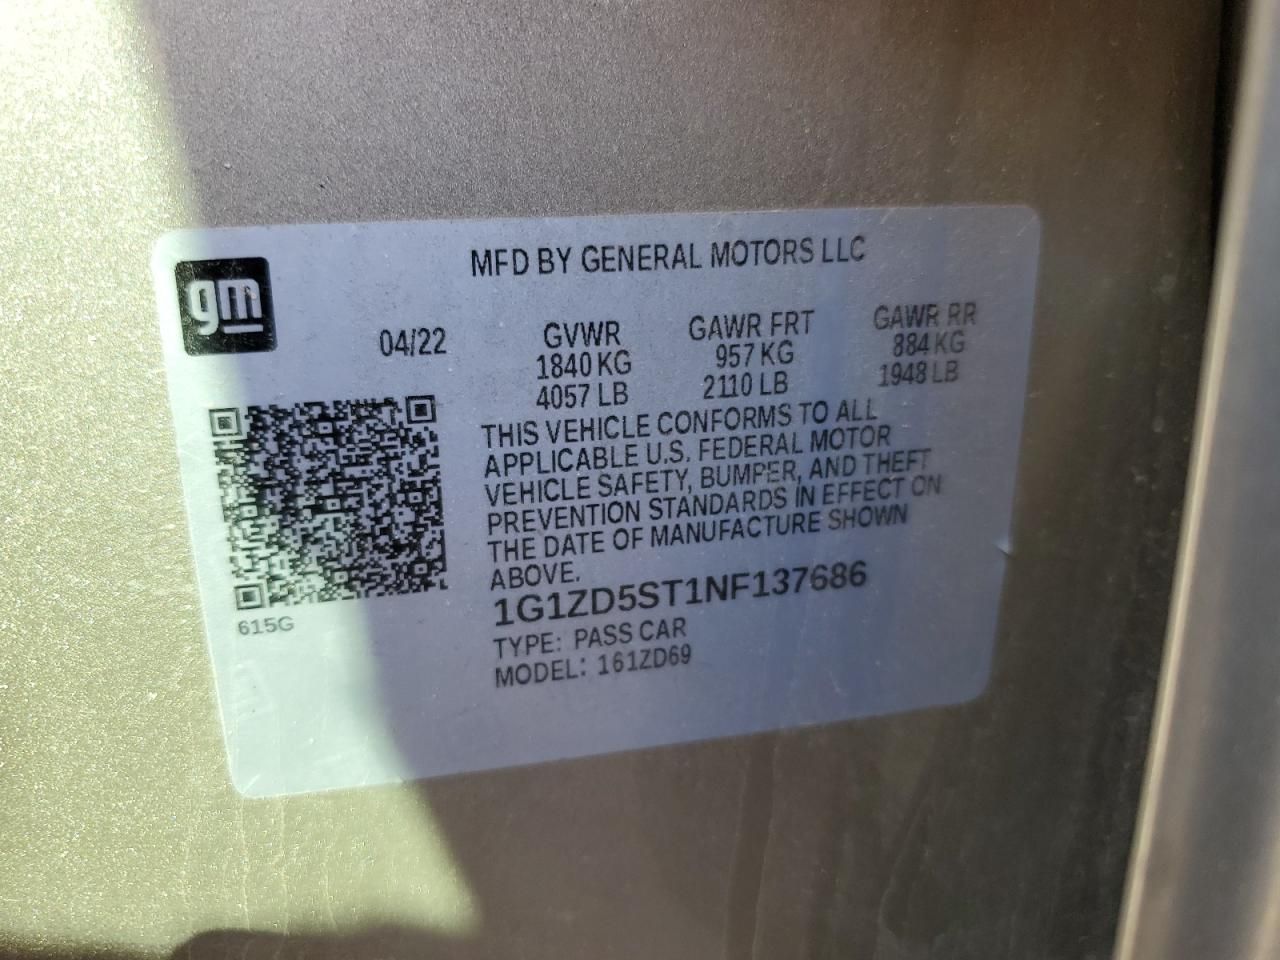 MFD BY GENERAL MOTORS LLC
gm
04/22
GVWR GAWR FRT GAWR RR
1840 KG 957 KG 884 KG
4057 LB 2110 LB 1948 LB
THIS VEHICLE CONFORMS TO ALL
APPLICABLE U.S. FEDERAL MOTOR
VEHICLE SAFETY, BUMPER, AND THEFT
PREVENTION STANDARDS IN EFFECT ON
THE DATE OF MANUFACTURE SHOWN
ABOVE.
1G1ZD5ST1NF137686
TYPE: PASS CAR
MODEL: 161ZD69
615G